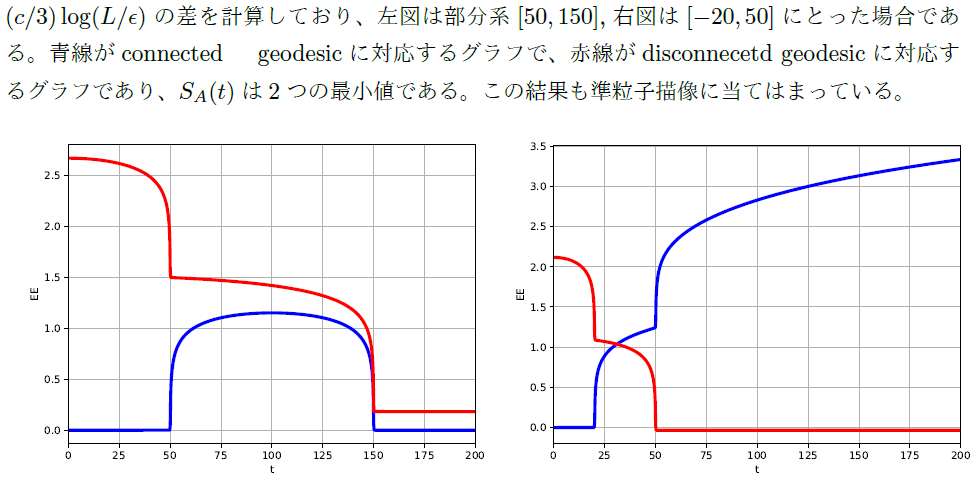 (c/3) log(L/ϵ) の差を計算しており、左図は部分系 [50, 150], 右図は [−20, 50] にとった場合であ
る。青線が connected geodesic に対応するグラフで、赤線が disconnecetd geodesic に対応す
るグラフであり、S_A(t) は 2 つの最小値である。この結果も準粒子描像に当てはまっている。
2.5
2.0
1.5
1.0
0.5
0.0
EE
0 25 50 75 100 125 150 175 200
t
3.5
3.0
2.5
2.0
1.5
1.0
0.5
0.0
EE
0 25 50 75 100 125 150 175 200
t